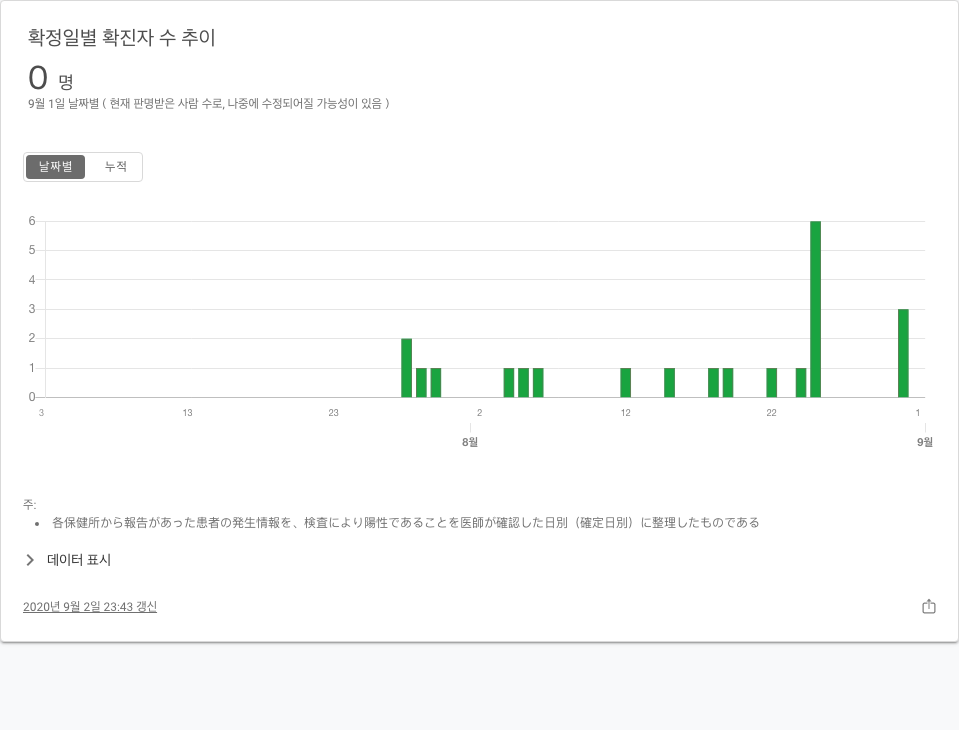 확정일별 확진자 수 추이
0 명
9월 1일 날짜별 ( 현재 판명받은 사람 수로, 나중에 수정되어질 가능성이 있음 )
날짜별 누적
6
5
4
3
2
1
0
3 13 23 2 12 22 1
8월 9월
주:
• 各保健所から報告があった患者の発生情報を、検査により陽性であることを医師が確認した日別（確定日別）に整理したものである
데이터 표시
2020년 9월 2일 23:43 갱신